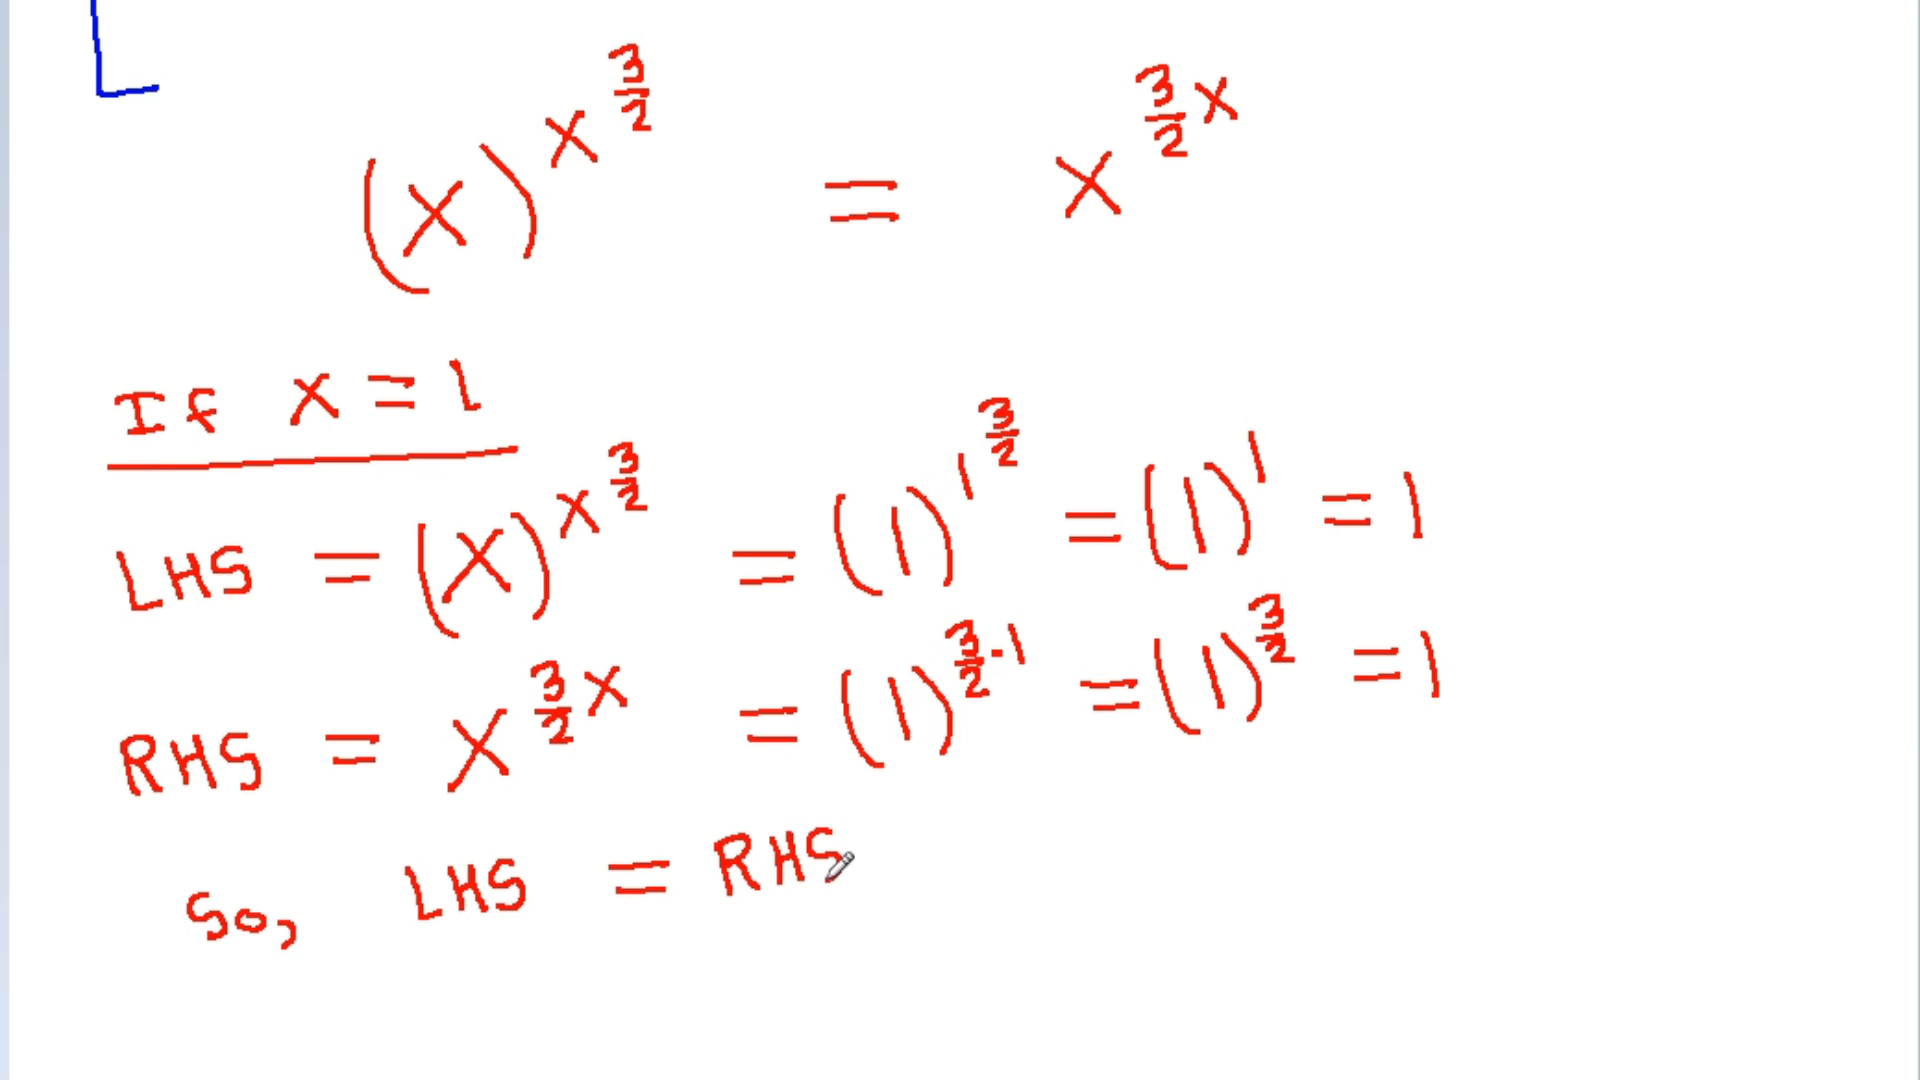 (x)^x^(3/2) = x^(3/2 x)
If x = 1
LHS = (x)^x^(3/2) = (1)^1^(3/2) = (1)^1 = 1
RHS = x^(3/2 x) = (1)^(3/2 · 1) = (1)^(3/2) = 1
So, LHS = RHS